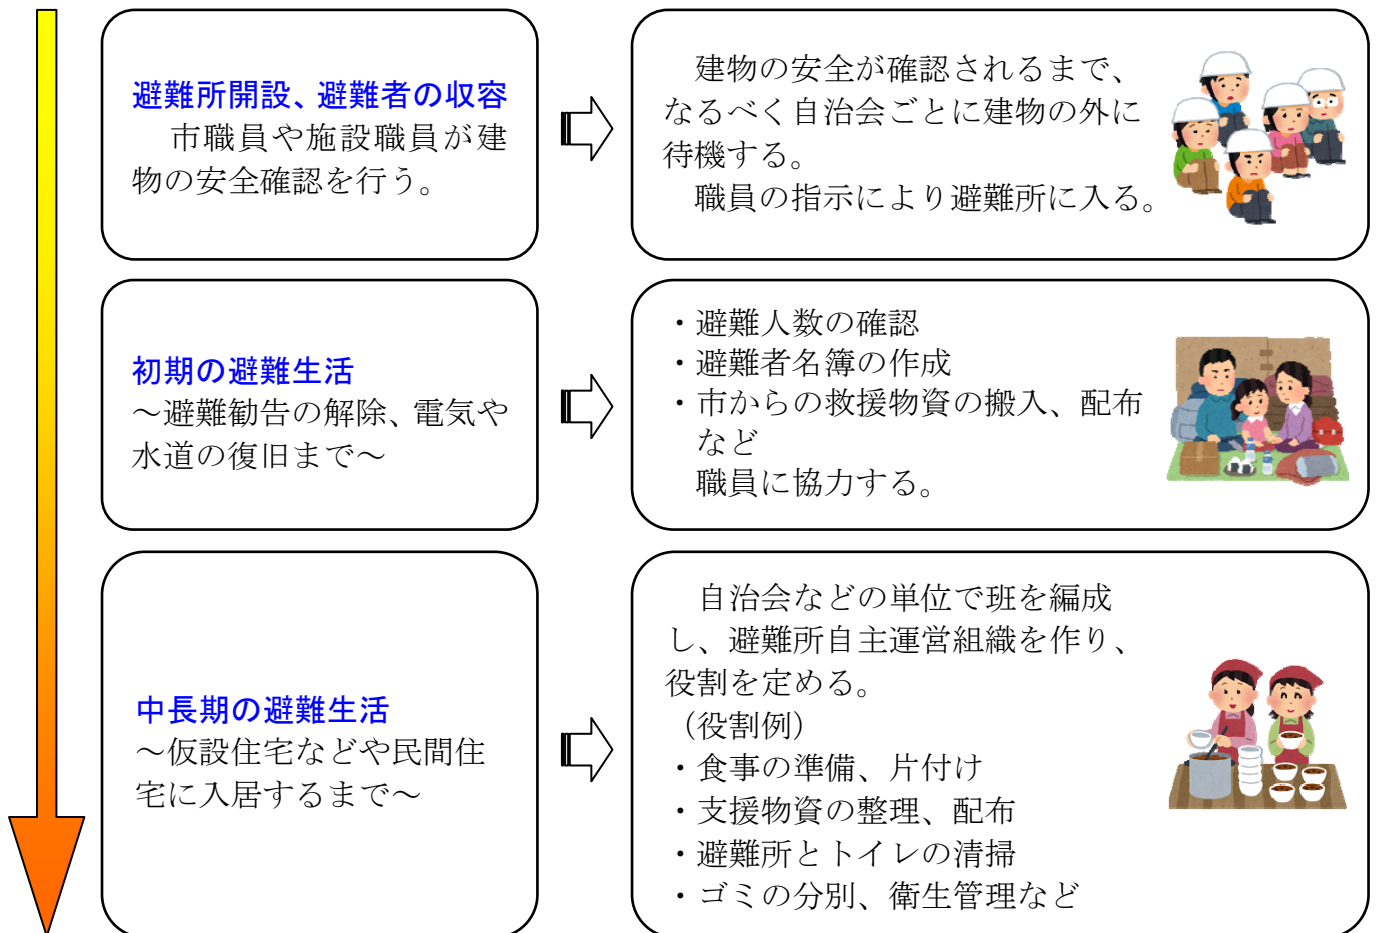 避難所開設、避難者の収容
市職員や施設職員が建
物の安全確認を行う。
建物の安全が確認されるまで、
なるべく自治会ごとに建物の外に
待機する。
職員の指示により避難所に入る。
初期の避難生活
～避難勧告の解除、電気や
水道の復旧まで～
・避難人数の確認
・避難者名簿の作成
・市からの救援物資の搬入、配布
など
職員に協力する。
中長期の避難生活
～仮設住宅などや民間住
宅に入居するまで～
自治会などの単位で班を編成
し、避難所自主運営組織を作り、
役割を定める。
（役割例）
・食事の準備、片付け
・支援物資の整理、配布
・避難所とトイレの清掃
・ゴミの分別、衛生管理など